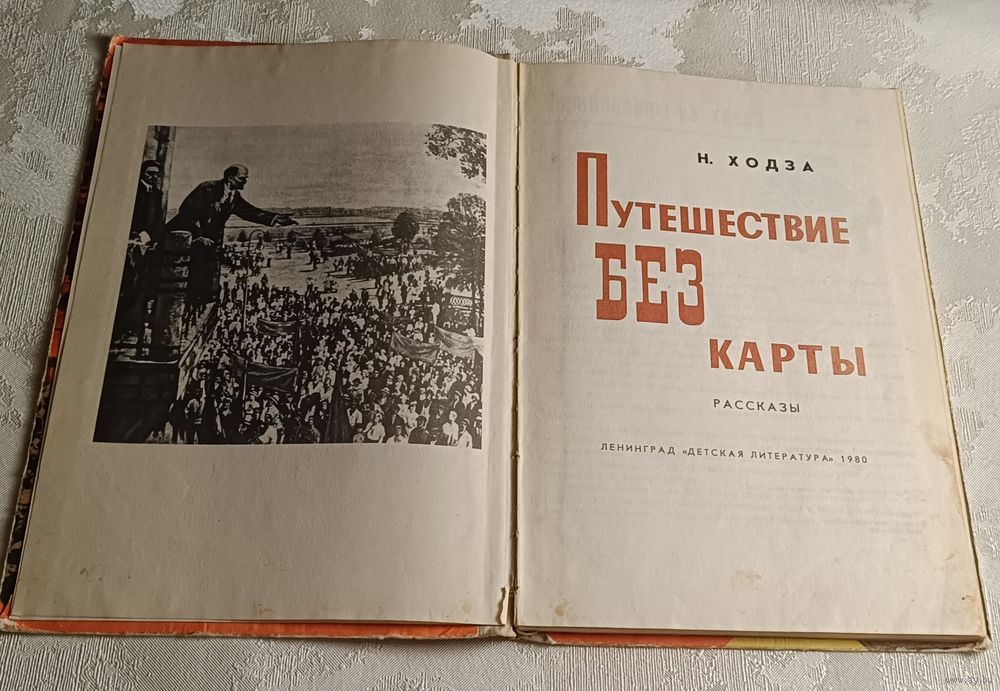 Н. ХОДЗА
ПУТЕШЕСТВИЕ
БЕЗ
КАРТЫ
РАССКАЗЫ
ЛЕНИНГРАД «ДЕТСКАЯ ЛИТЕРАТУРА» 1980